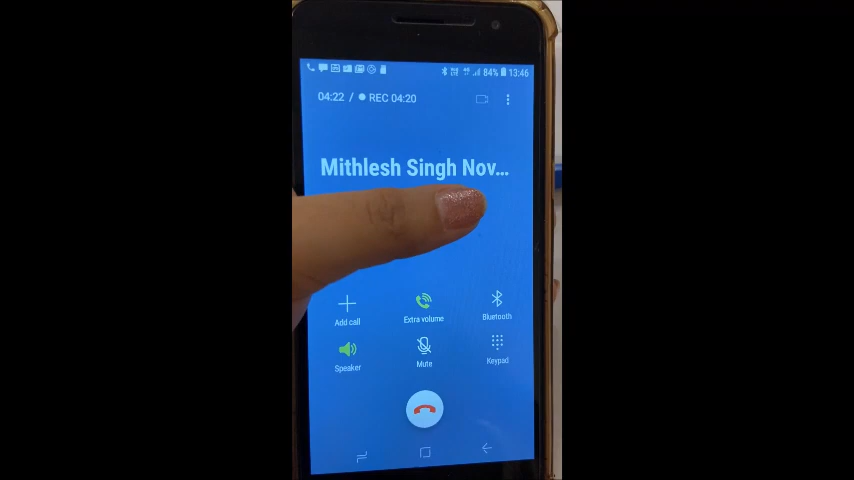 84% 13:46
04:22 / REC 04:20
Mithlesh Singh Nov...
Add call
Extra volume
Bluetooth
Speaker
Mute
Keypad